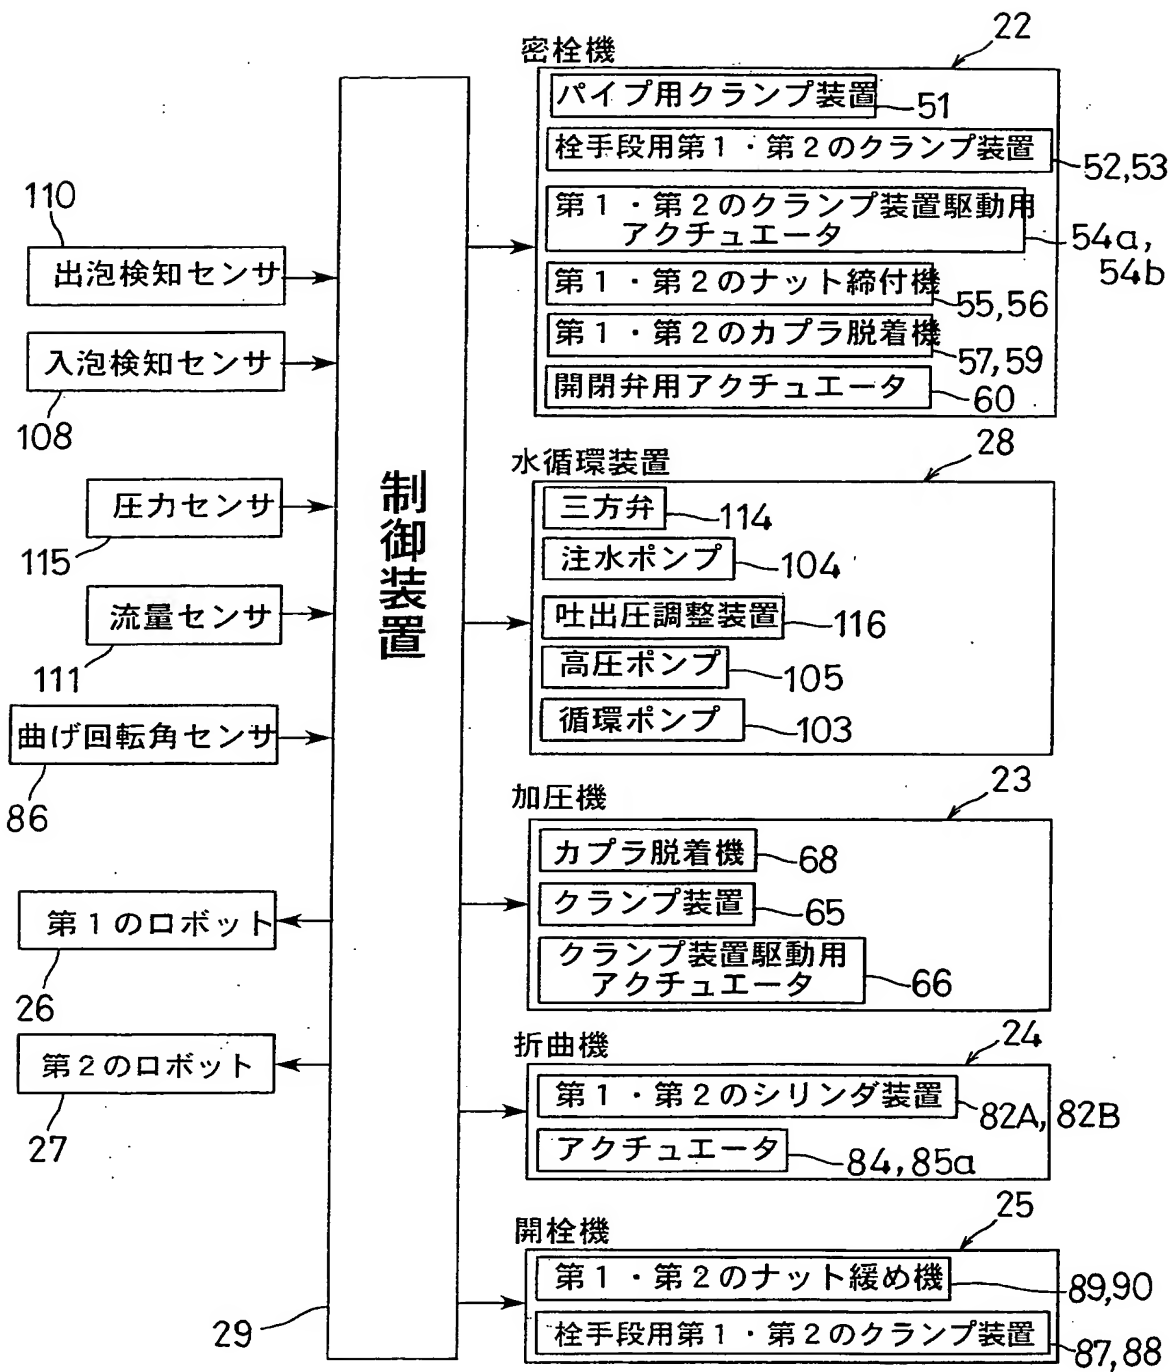 110
出泡検知センサ
入泡検知センサ
108
圧力センサ
115
流量センサ
111
曲げ回転角センサ
86
第1のロボット
26
第2のロボット
27
制御装置
29
密栓機
22
パイプ用クランプ装置
51
栓手段用第1・第2のクランプ装置
52,53
第1・第2のクランプ装置駆動用
アクチュエータ
54a,
54b
第1・第2のナット締付機
55,56
第1・第2のカプラ脱着機
57,59
開閉弁用アクチュエータ
60
水循環装置
28
三方弁
114
注水ポンプ
104
吐出圧調整装置
116
高圧ポンプ
105
循環ポンプ
103
加圧機
23
カプラ脱着機
68
クランプ装置
65
クランプ装置駆動用
アクチュエータ
66
折曲機
24
第1・第2のシリンダ装置
82A,82B
アクチュエータ
84,85a
開栓機
25
第1・第2のナット緩め機
89,90
栓手段用第1・第2のクランプ装置
87,88